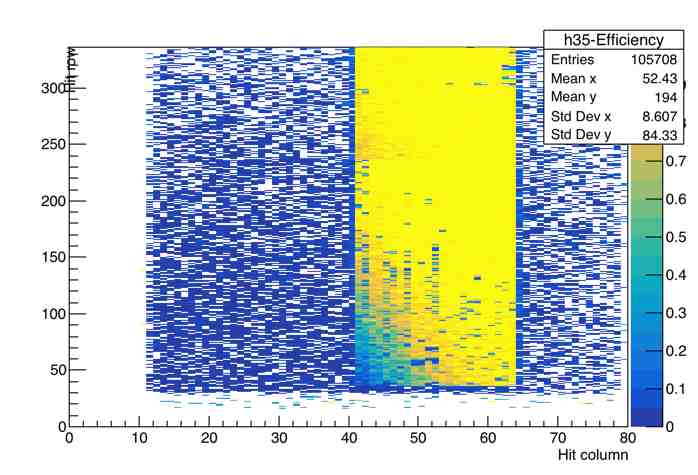 h35-Efficiency
Entries 105708
Mean x 52.43
Mean y 194
Std Dev x 8.607
Std Dev y 84.33
300
250
200
150
100
50
0
0 10 20 30 40 50 60 70 80
Hit column
0.7
0.6
0.5
0.4
0.3
0.2
0.1
0